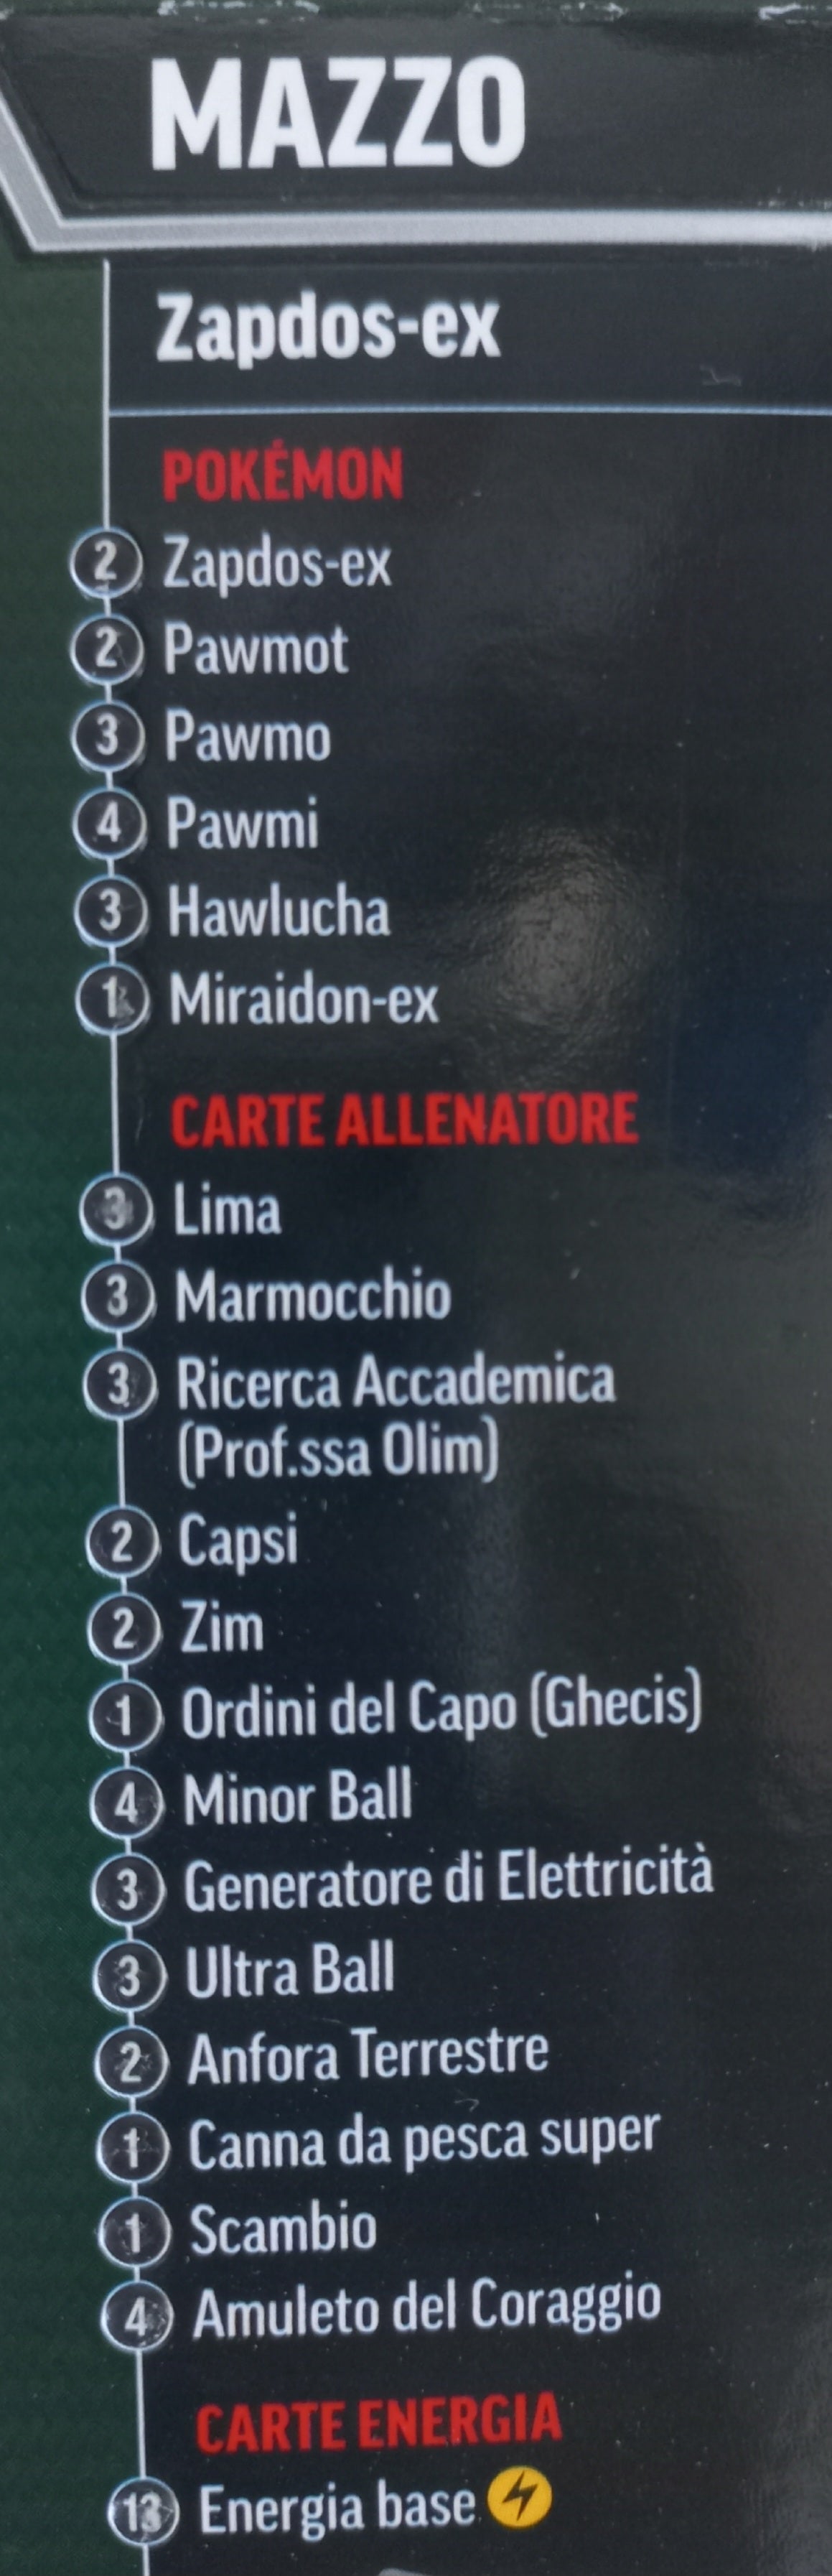 MAZZO
Zapdos-ex
POKÉMON
2 Zapdos-ex
2 Pawmot
3 Pawmo
4 Pawmi
3 Hawlucha
1 Miraidon-ex
CARTE ALLENATORE
3 Lima
3 Marmocchio
3 Ricerca Accademica
(Prof.ssa Olim)
2 Capsi
2 Zim
1 Ordini del Capo (Ghecis)
4 Minor Ball
3 Generatore di Elettricità
3 Ultra Ball
2 Anfora Terrestre
1 Canna da pesca super
1 Scambio
4 Amuleto del Coraggio
CARTE ENERGIA
13 Energia base